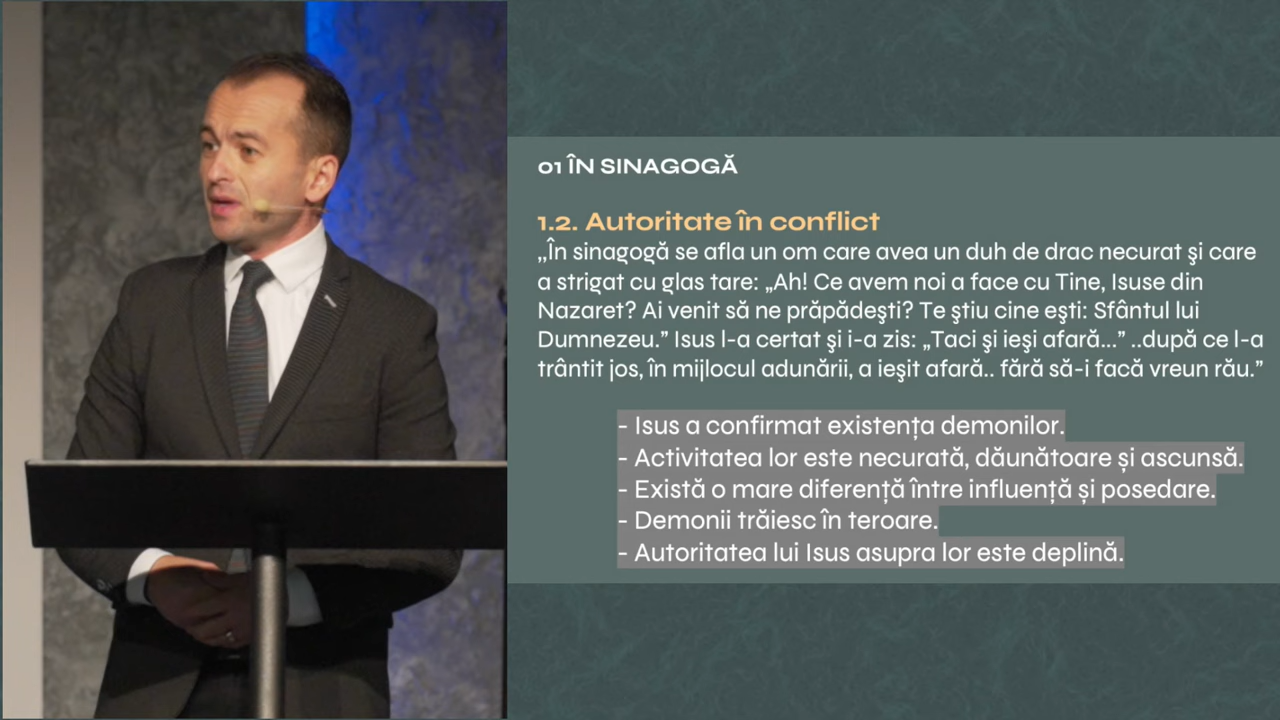 01 ÎN SINAGOGĂ
1.2. Autoritate în conflict
„În sinagogă se afla un om care avea un duh de drac necurat şi care
a strigat cu glas tare: „Ah! Ce avem noi a face cu Tine, Isuse din
Nazaret? Ai venit să ne prăpădeşti? Te ştiu cine eşti: Sfântul lui
Dumnezeu.” Isus l-a certat şi i-a zis: „Taci şi ieşi afară...” ..după ce l-a
trântit jos, în mijlocul adunării, a ieşit afară.. fără să-i facă vreun rău.”
- Isus a confirmat existența demonilor.
- Activitatea lor este necurată, dăunătoare și ascunsă.
- Există o mare diferență între influență și posedare.
- Demonii trăiesc în teroare.
- Autoritatea lui Isus asupra lor este deplină.